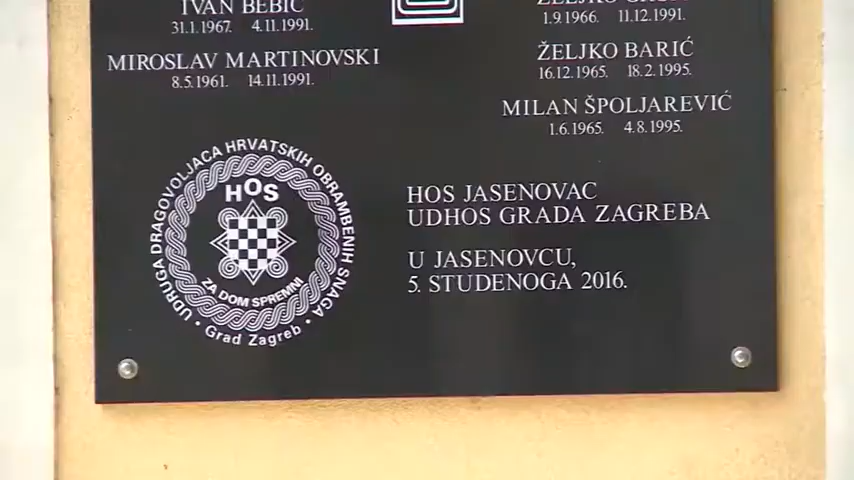 IVAN BEBIĆ
31.1.1967. 4.11.1991.
MIROSLAV MARTINOVSKI
8.5.1961. 14.11.1991.
ŽELJKO
1.9.1966. 11.12.1991.
ŽELJKO BARIĆ
16.12.1965. 18.2.1995.
MILAN ŠPOLJAREVIĆ
1.6.1965. 4.8.1995.
UDRUGA DRAGOVOLJACA HRVATSKIH OBRAMBENIH SNAGA
HOS
ZA DOM SPREMNI
• Grad Zagreb •
HOS JASENOVAC
UDHOS GRADA ZAGREBA
U JASENOVCU,
5. STUDENOGA 2016.